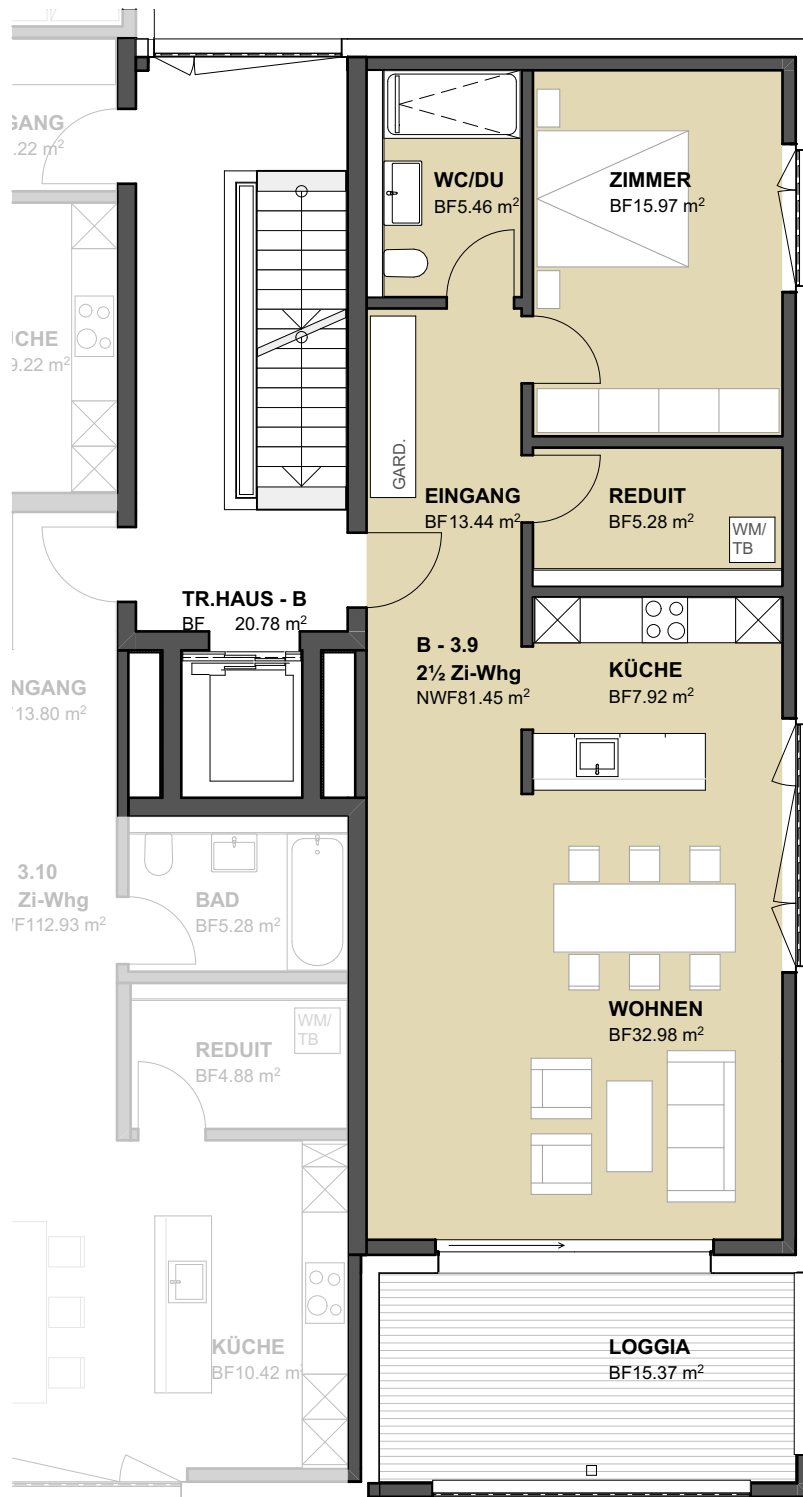 GANG
.22 m²
WC/DU
BF5.46 m²
ZIMMER
BF15.97 m²
CHE
9.22 m²
GARD.
EINGANG
BF13.44 m²
REDUIT
BF5.28 m²
WM/
TB
TR.HAUS - B
BF 20.78 m²
B - 3.9
2½ Zi-Whg
NWF81.45 m²
KÜCHE
BF7.92 m²
NGANG
13.80 m²
3.10
Zi-Whg
F112.93 m²
BAD
BF5.28 m²
WOHNEN
BF32.98 m²
REDUIT
BF4.88 m²
WM/
TB
KÜCHE
BF10.42 m
LOGGIA
BF15.37 m²